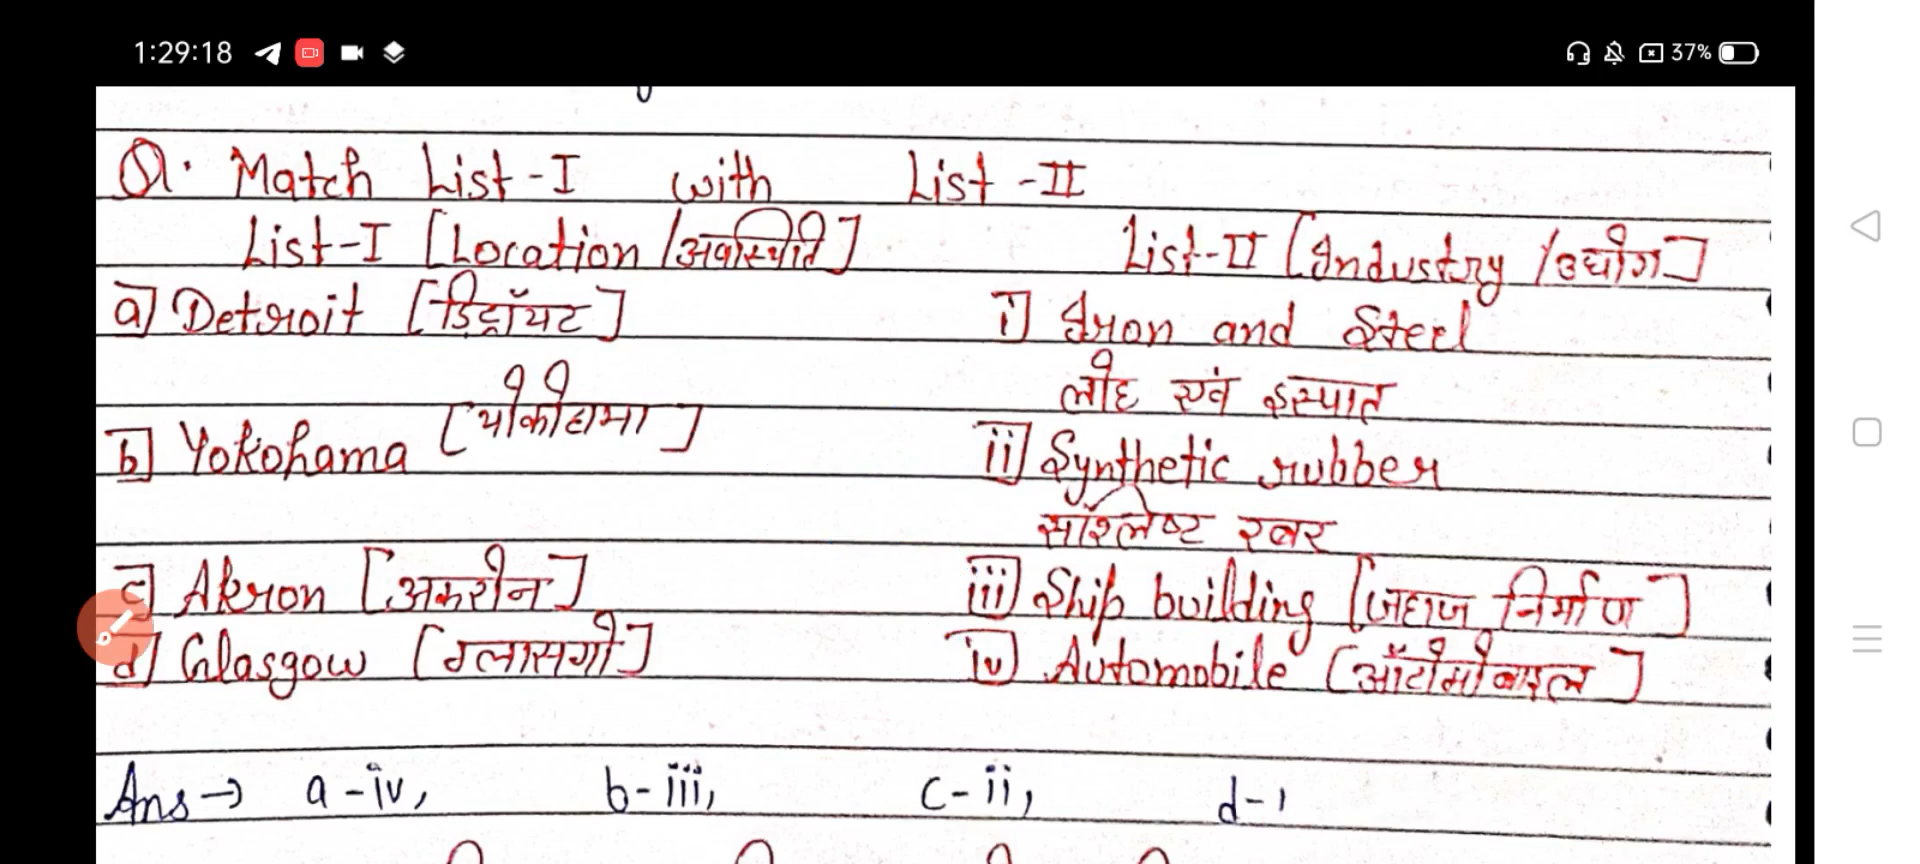 1:29:18 37%
Q. Match List-I with List-II
List-I [Location/अवस्थिति] List-II [Industry/उद्योग]
a] Detroit [डिट्रॉयट] i] Iron and Steel
लौह एवं इस्पात
b] Yokohama [योकोहामा] ii] Synthetic rubber
सांश्लेष्ट रबर
c] Akron [अकरोन] iii] Ship building [जहाज निर्माण]
d] Glasgow [ग्लासगो] iv] Automobile [ऑटोमोबाइल]
Ans → a-iv, b-iii, c-ii, d-i